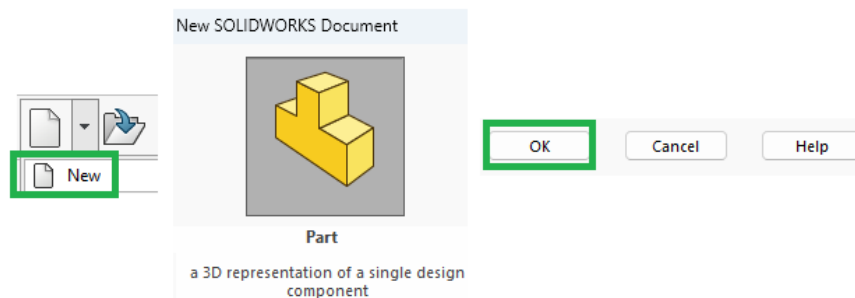 New SOLIDWORKS Document
New
Part
a 3D representation of a single design
component
OK
Cancel
Help